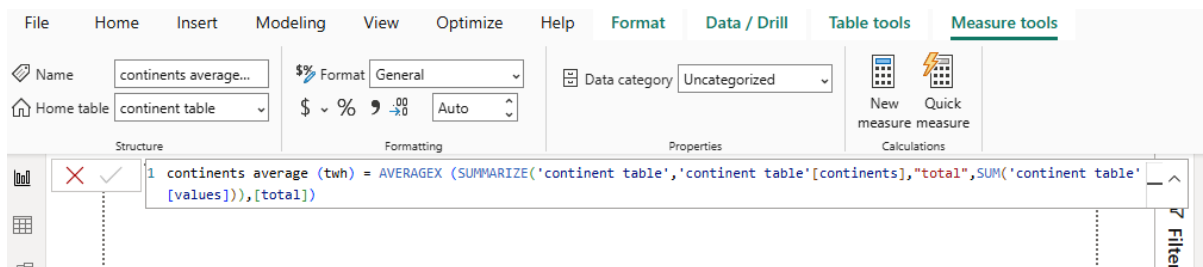 File Home Insert Modeling View Optimize Help Format Data / Drill Table tools Measure tools
Name continents average...
Home table continent table
Structure
$% Format General
$ % 9 .00 →0 Auto
Formatting
Data category Uncategorized
Properties
New measure
Quick measure
Calculations
1 continents average (twh) = AVERAGEX (SUMMARIZE('continent table','continent table'[continents],"total",SUM('continent table'
[values])),[total])
Filter